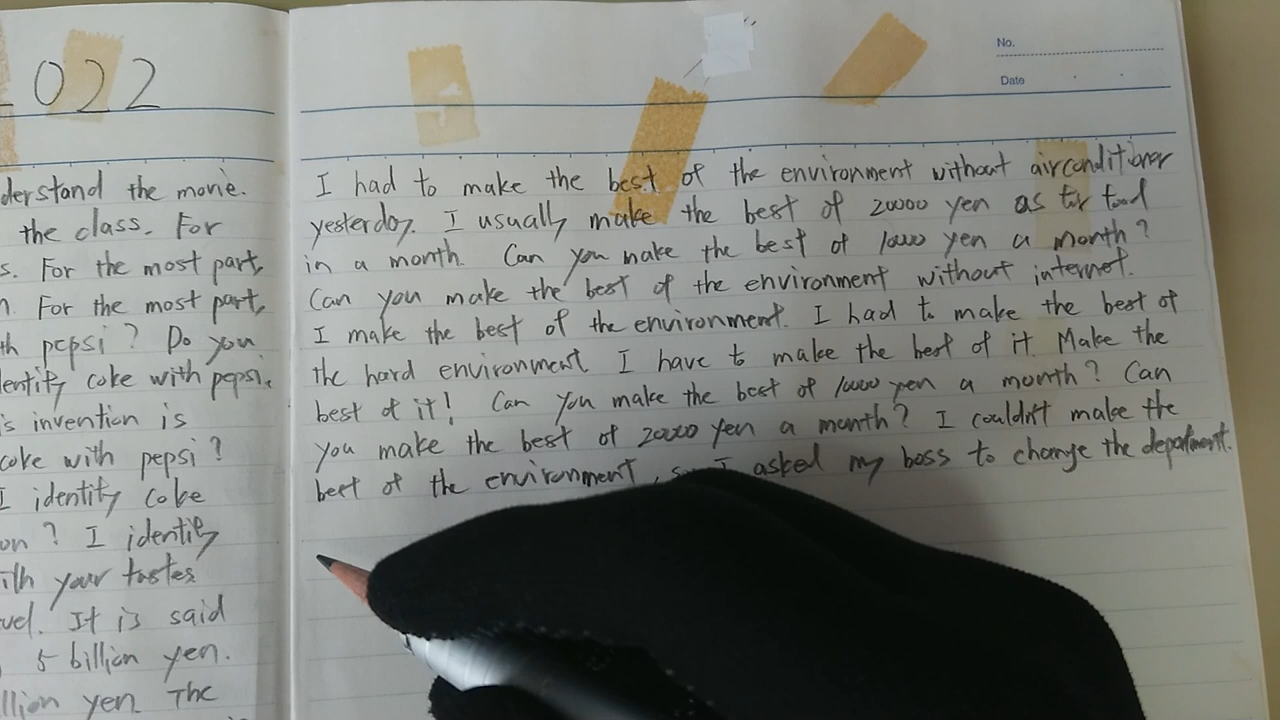 022
derstand the movie.
the class. For
s. For the most part,
n. For the most part,
th pepsi? Do you
dentify coke with pepsi.
is invention is
coke with pepsi?
I identify coke
on? I identify
ith your tastes
vel. It is said
5 billion yen.
llion yen. The
No.
Date
I had to make the best of the environment without airconditioner
yesterday. I usually make the best of 20000 yen as for food
in a month. Can you make the best of 10000 yen a month?
Can you make the best of the environment without internet.
I make the best of the environment. I had to make the best of
the hard environment. I have to make the best of it. Make the
best of it! Can you make the best of 10000 yen a month? Can
you make the best of 20000 yen a month? I couldn't make the
best of the environment, so I asked my boss to change the department.